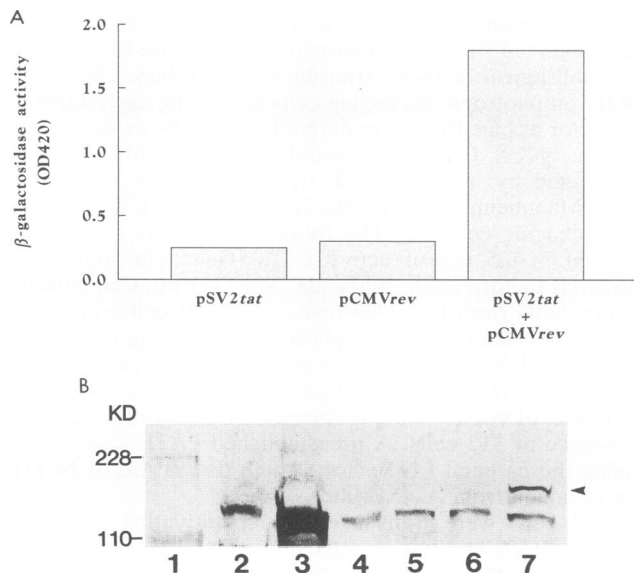 A
β-galactosidase activity
(OD420)
2.0
1.5
1.0
0.5
0.0
pSV2tat
pCMVrev
pSV2tat
+
pCMVrev
B
KD
228
110
1 2 3 4 5 6 7